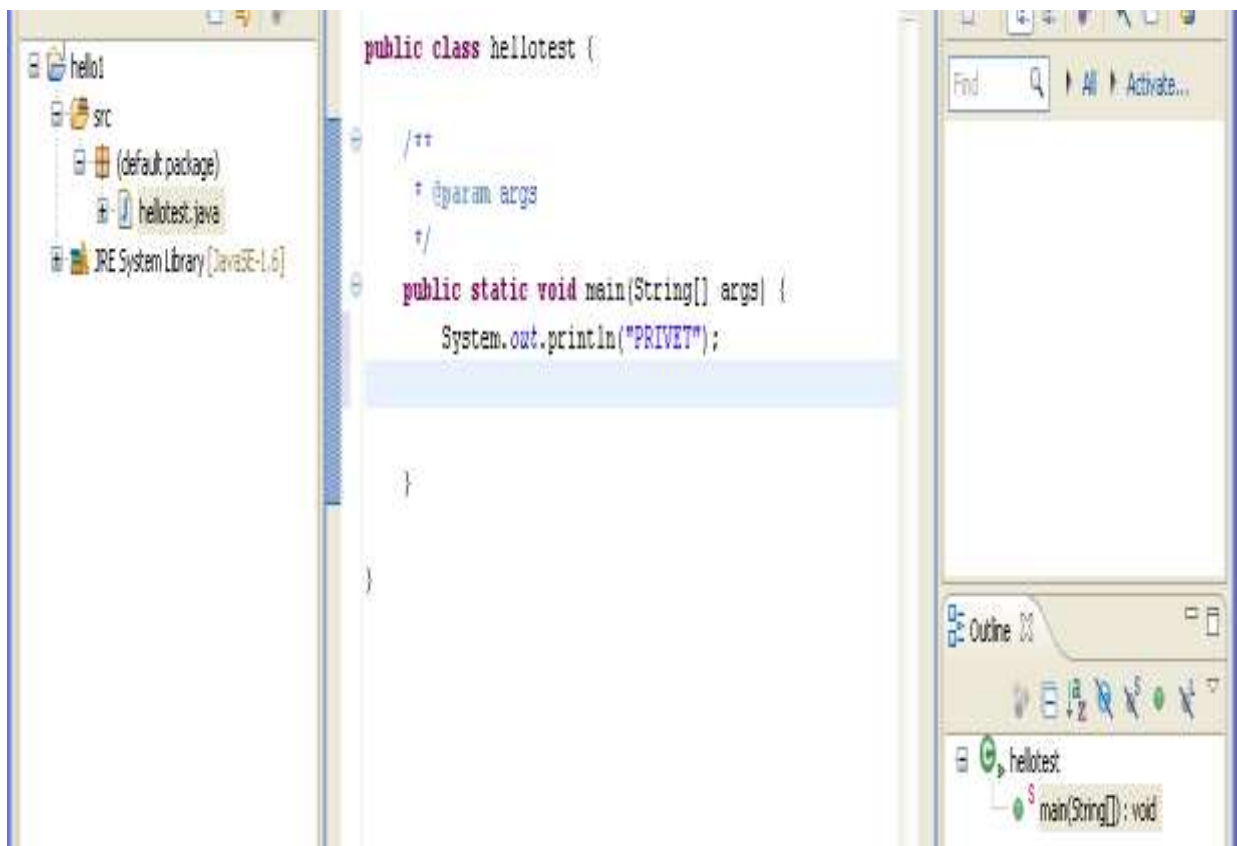 hello1
src
(default package)
hellotest.java
JRE System Library [JavaSE-1.6]
public class hellotest {
/**
* @param args
*/
public static void main(String[] args) {
System.out.println("PRIVET");
}
}
Find
All
Activate...
Outline
hellotest
main(String[]) : void